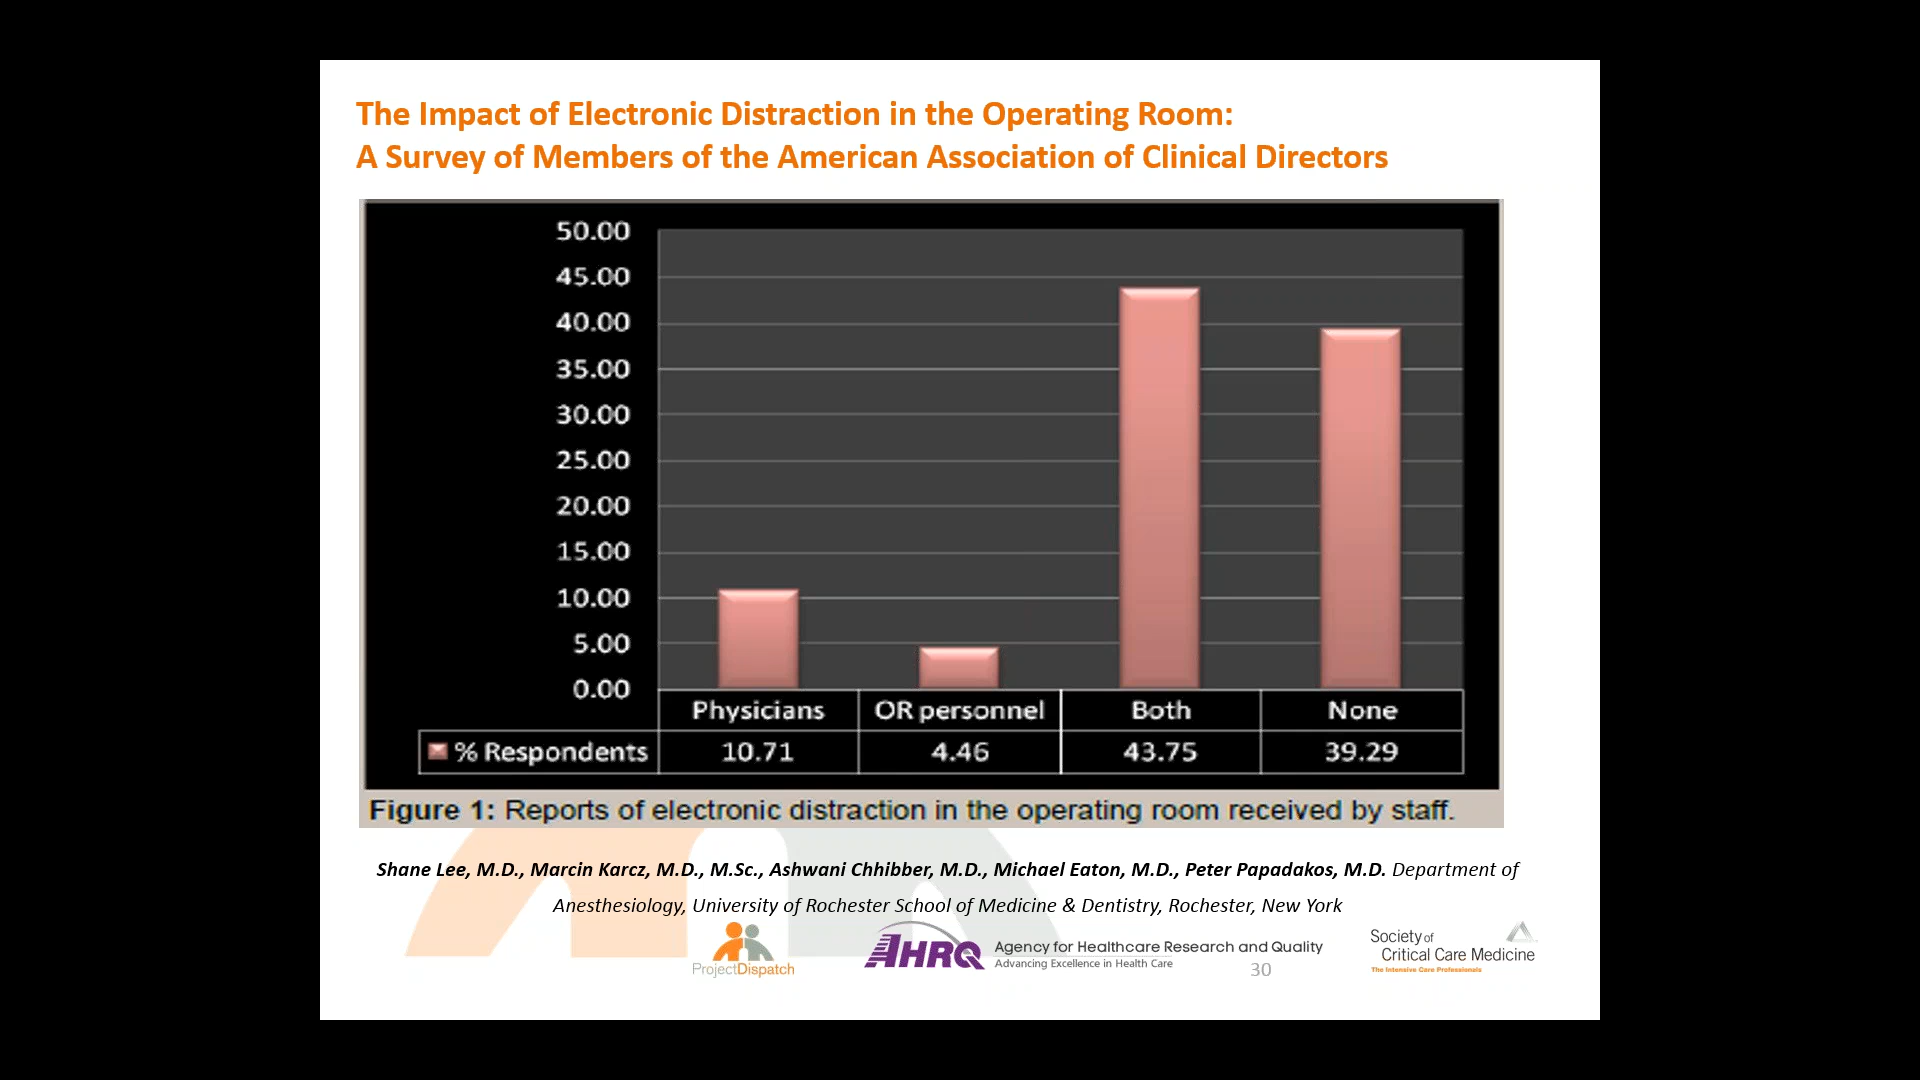 The Impact of Electronic Distraction in the Operating Room:
A Survey of Members of the American Association of Clinical Directors
50.00
45.00
40.00
35.00
30.00
25.00
20.00
15.00
10.00
5.00
0.00
Physicians OR personnel Both None
% Respondents 10.71 4.46 43.75 39.29
Figure 1: Reports of electronic distraction in the operating room received by staff.
Shane Lee, M.D., Marcin Karcz, M.D., M.Sc., Ashwani Chhibber, M.D., Michael Eaton, M.D., Peter Papadakos, M.D. Department of
Anesthesiology, University of Rochester School of Medicine & Dentistry, Rochester, New York
ProjectDispatch
AHRQ
Agency for Healthcare Research and Quality
Advancing Excellence in Health Care
30
Society of
Critical Care Medicine
The Intensive Care Professionals